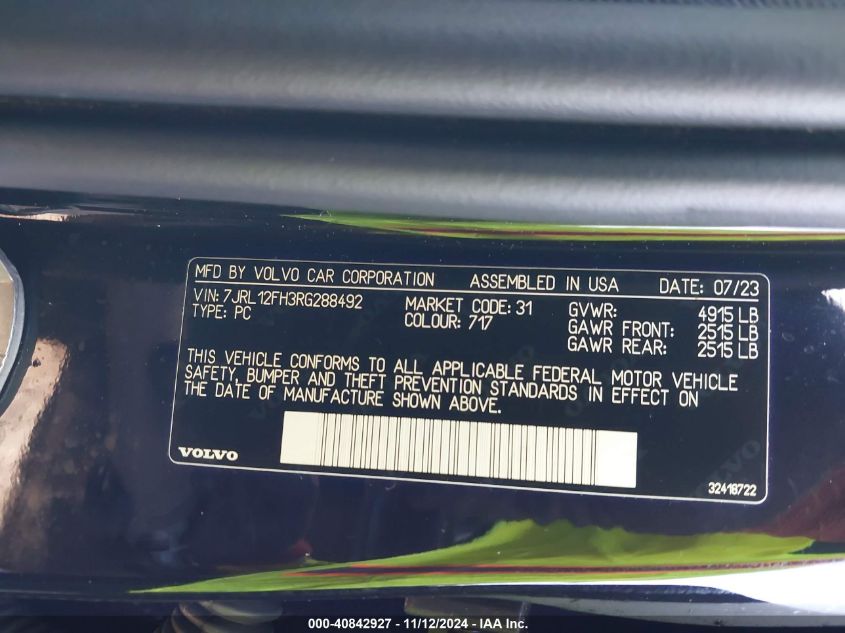 MFD BY VOLVO CAR CORPORATION ASSEMBLED IN USA DATE: 07/23
VIN: 7JRL12FH3RG288492 MARKET CODE: 31 GVWR: 4915 LB
TYPE: PC COLOUR: 717 GAWR FRONT: 2515 LB
GAWR REAR: 2515 LB
THIS VEHICLE CONFORMS TO ALL APPLICABLE FEDERAL MOTOR VEHICLE
SAFETY, BUMPER AND THEFT PREVENTION STANDARDS IN EFFECT ON
THE DATE OF MANUFACTURE SHOWN ABOVE.
VOLVO
32418722
000-40842927 - 11/12/2024 - IAA Inc.